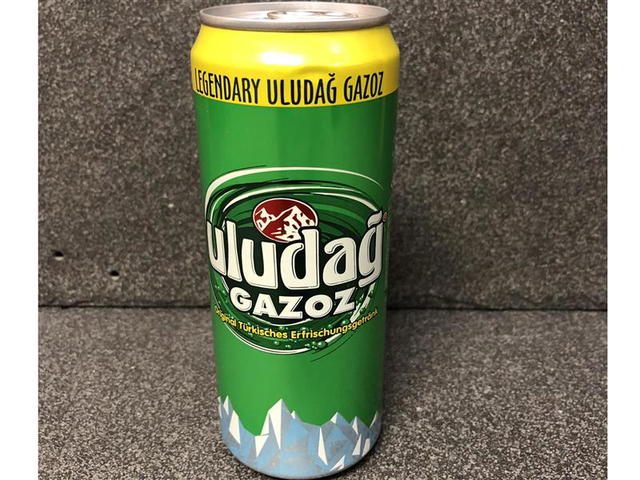 LEGENDARY ULUDAĞ GAZOZ
uludağ
GAZOZ
Original Türkisches Erfrischungsgetränk